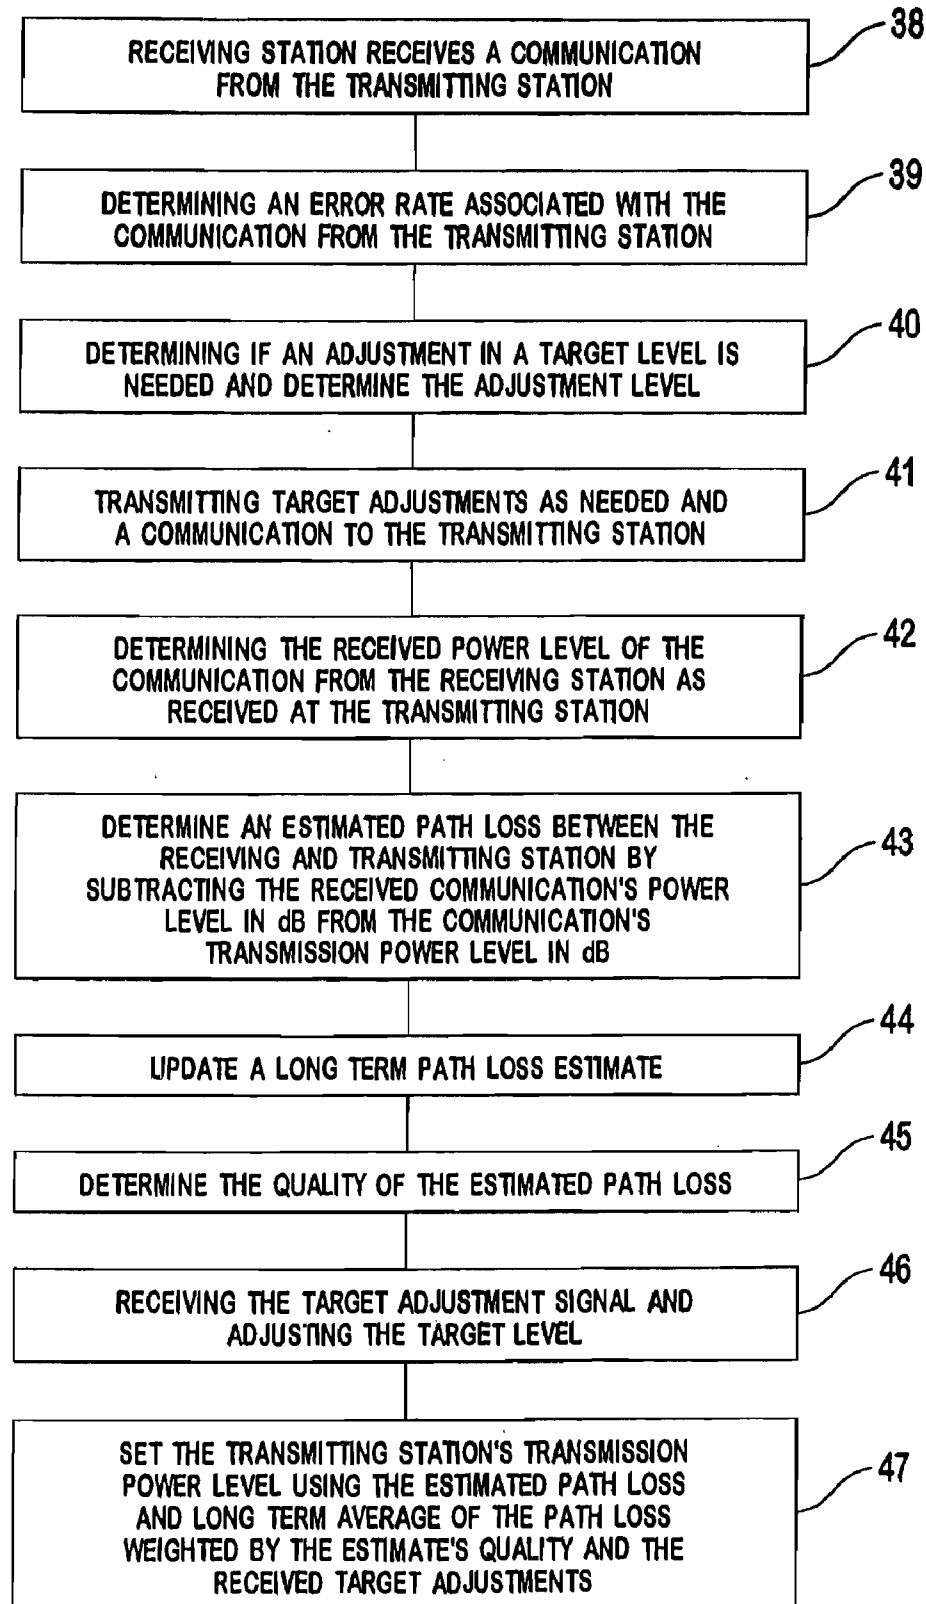 RECEIVING STATION RECEIVES A COMMUNICATION
FROM THE TRANSMITTING STATION
38
DETERMINING AN ERROR RATE ASSOCIATED WITH THE
COMMUNICATION FROM THE TRANSMITTING STATION
39
DETERMINING IF AN ADJUSTMENT IN A TARGET LEVEL IS
NEEDED AND DETERMINE THE ADJUSTMENT LEVEL
40
TRANSMITTING TARGET ADJUSTMENTS AS NEEDED AND
A COMMUNICATION TO THE TRANSMITTING STATION
41
DETERMINING THE RECEIVED POWER LEVEL OF THE
COMMUNICATION FROM THE RECEIVING STATION AS
RECEIVED AT THE TRANSMITTING STATION
42
DETERMINE AN ESTIMATED PATH LOSS BETWEEN THE
RECEIVING AND TRANSMITTING STATION BY
SUBTRACTING THE RECEIVED COMMUNICATION'S POWER
LEVEL IN dB FROM THE COMMUNICATION'S
TRANSMISSION POWER LEVEL IN dB
43
UPDATE A LONG TERM PATH LOSS ESTIMATE
44
DETERMINE THE QUALITY OF THE ESTIMATED PATH LOSS
45
RECEIVING THE TARGET ADJUSTMENT SIGNAL AND
ADJUSTING THE TARGET LEVEL
46
SET THE TRANSMITTING STATION'S TRANSMISSION
POWER LEVEL USING THE ESTIMATED PATH LOSS
AND LONG TERM AVERAGE OF THE PATH LOSS
WEIGHTED BY THE ESTIMATE'S QUALITY AND THE
RECEIVED TARGET ADJUSTMENTS
47